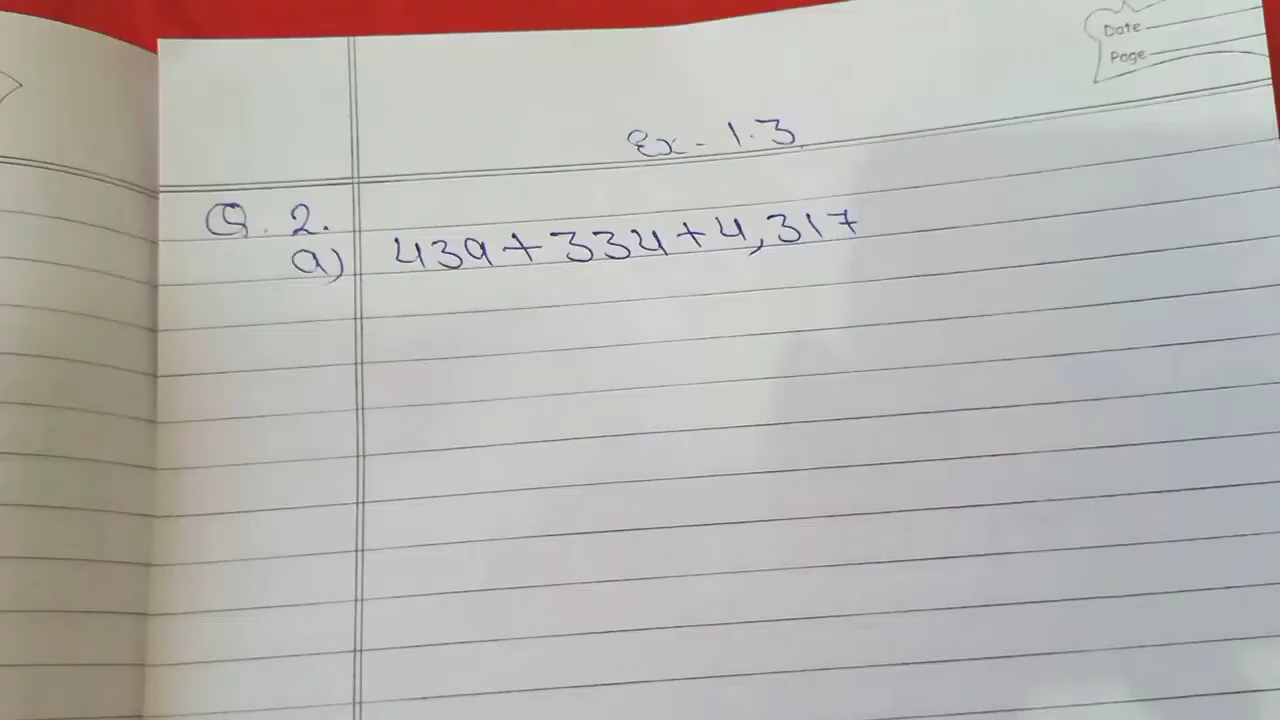 Date
Page
Ex - 1.3
Q. 2.
a) 439 + 334 + 4,317